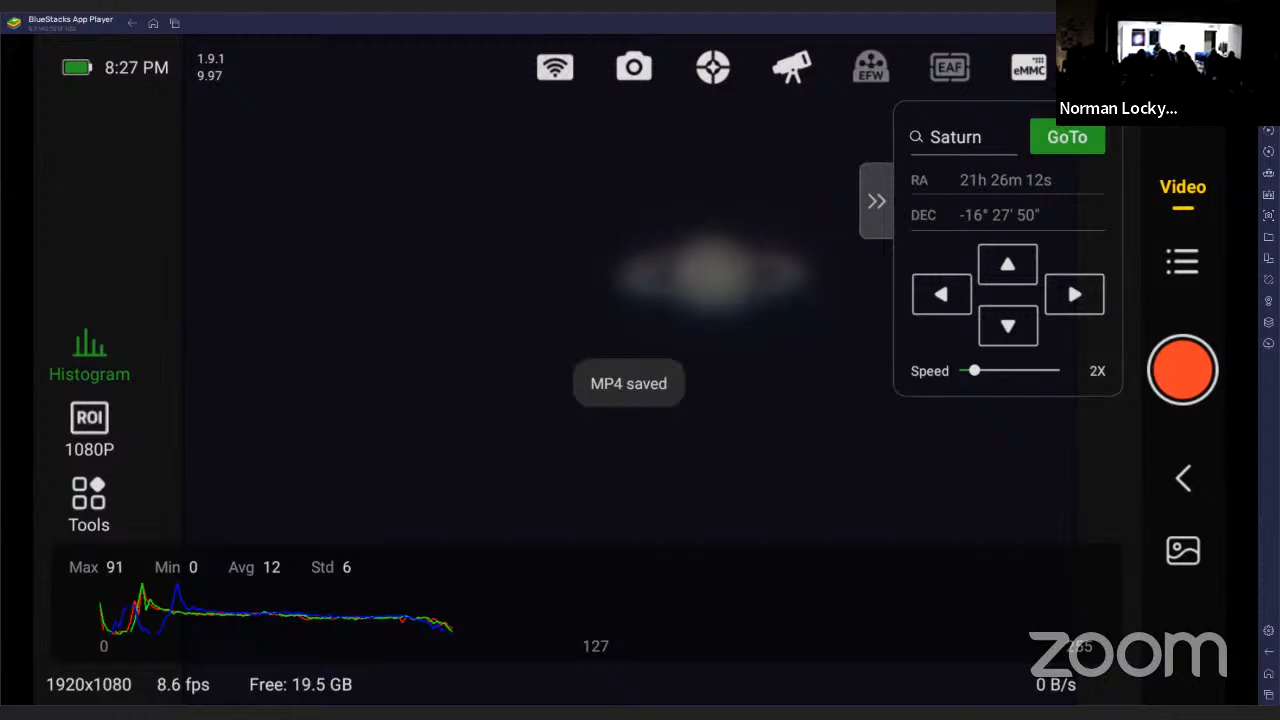 BlueStacks App Player
8:27 PM
1.9.1
9.97
EFW
EAF
eMMC
Norman Locky...
Saturn
GoTo
RA 21h 26m 12s
DEC -16° 27' 50"
Video
Speed 2X
Histogram
ROI
1080P
Tools
MP4 saved
Max 91 Min 0 Avg 12 Std 6
0 127 255
zoom
1920x1080 8.6 fps Free: 19.5 GB 0 B/s